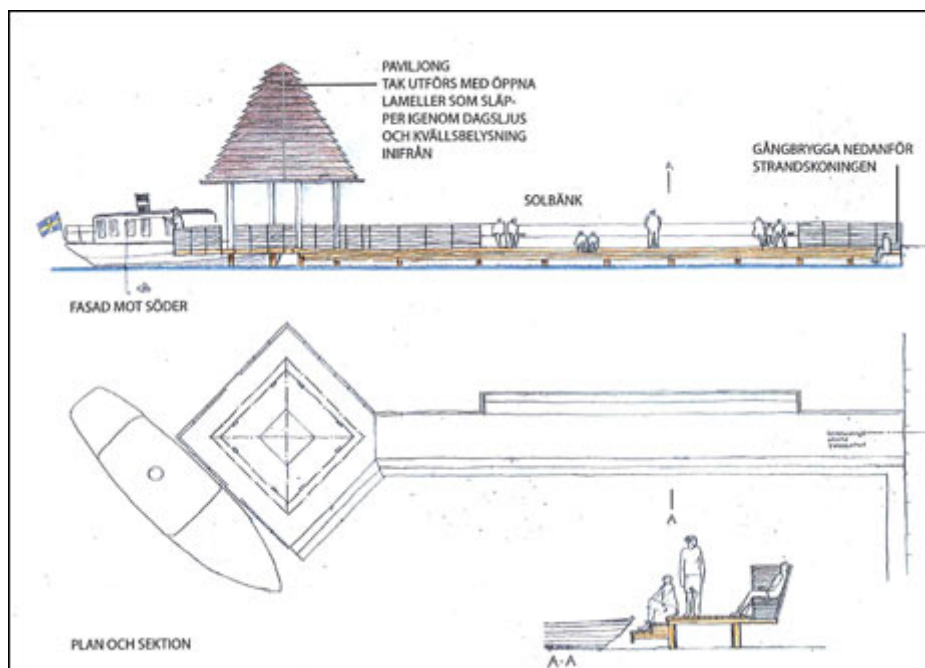 PAVILJONG
TAK UTFÖRS MED ÖPPNA
LAMELLER SOM SLÄP-
PER IGENOM DAGSLJUS
OCH KVÄLLSBELYSNING
INIFRÅN
GÅNGBRYGGA NEDANFÖR
STRANDSKONINGEN
A
SOLBÄNK
FASAD MOT SÖDER
A
PLAN OCH SEKTION
A-A